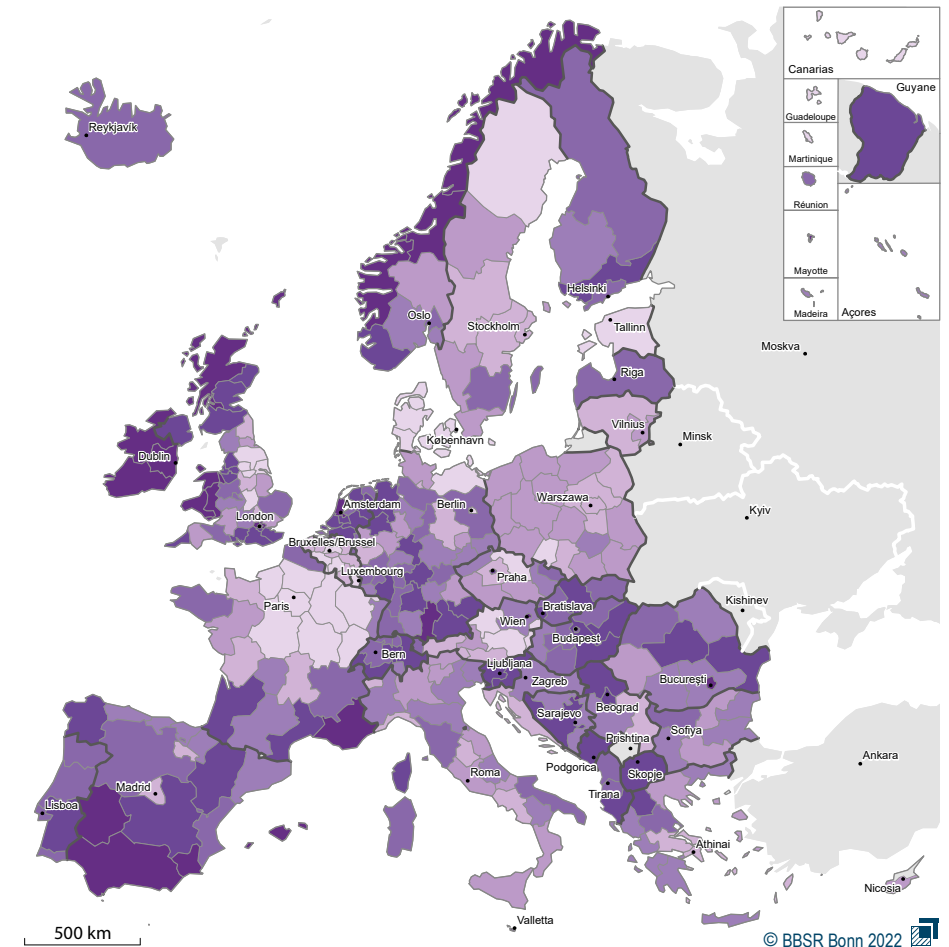 Canarias
Guyane
Guadeloupe
Martinique
Réunion
Mayotte
Madeira
Açores
Reykjavík
Helsinki
Oslo
Stockholm
Tallinn
Moskva
Riga
Vilnius
København
Minsk
Dublin
Amsterdam
Berlin
Warszawa
London
Kyiv
Bruxelles/Brussel
Luxembourg
Praha
Paris
Kishinev
Bratislava
Wien
Budapest
Bern
Ljubljana
Zagreb
Bucureşti
Beograd
Sarajevo
Sofiya
Prishtina
Ankara
Podgorica
Skopje
Roma
Madrid
Tirana
Lisboa
Athinai
Nicosia
Valletta
500 km
© BBSR Bonn 2022